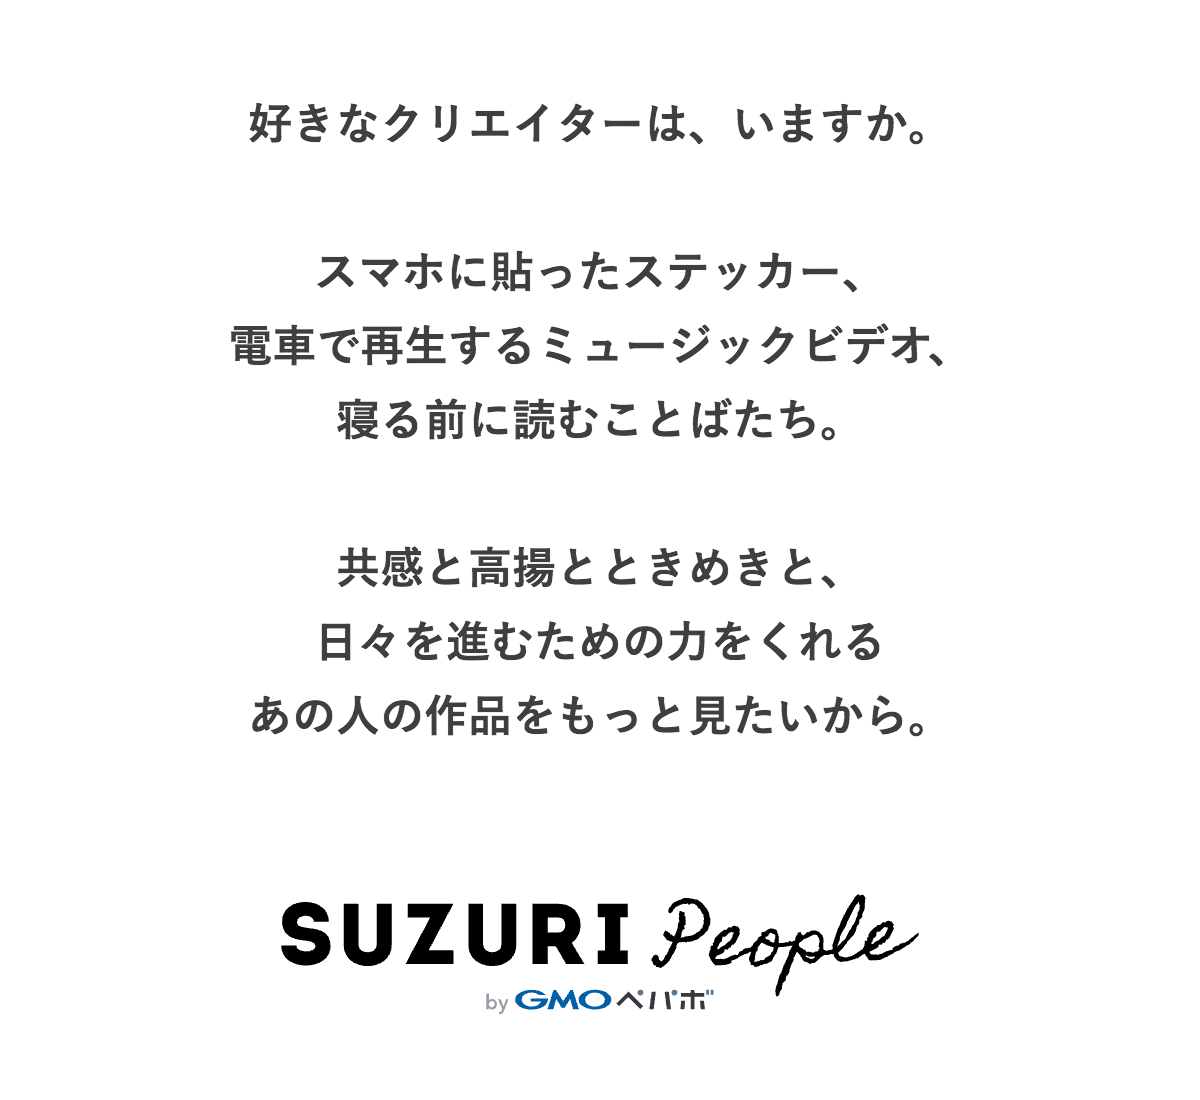 好きなクリエイターは、いますか。
スマホに貼ったステッカー、
電車で再生するミュージックビデオ、
寝る前に読むことばたち。
共感と高揚とときめきと、
日々を進むための力をくれる
あの人の作品をもっと見たいから。
SUZURI People
by GMOペパボ